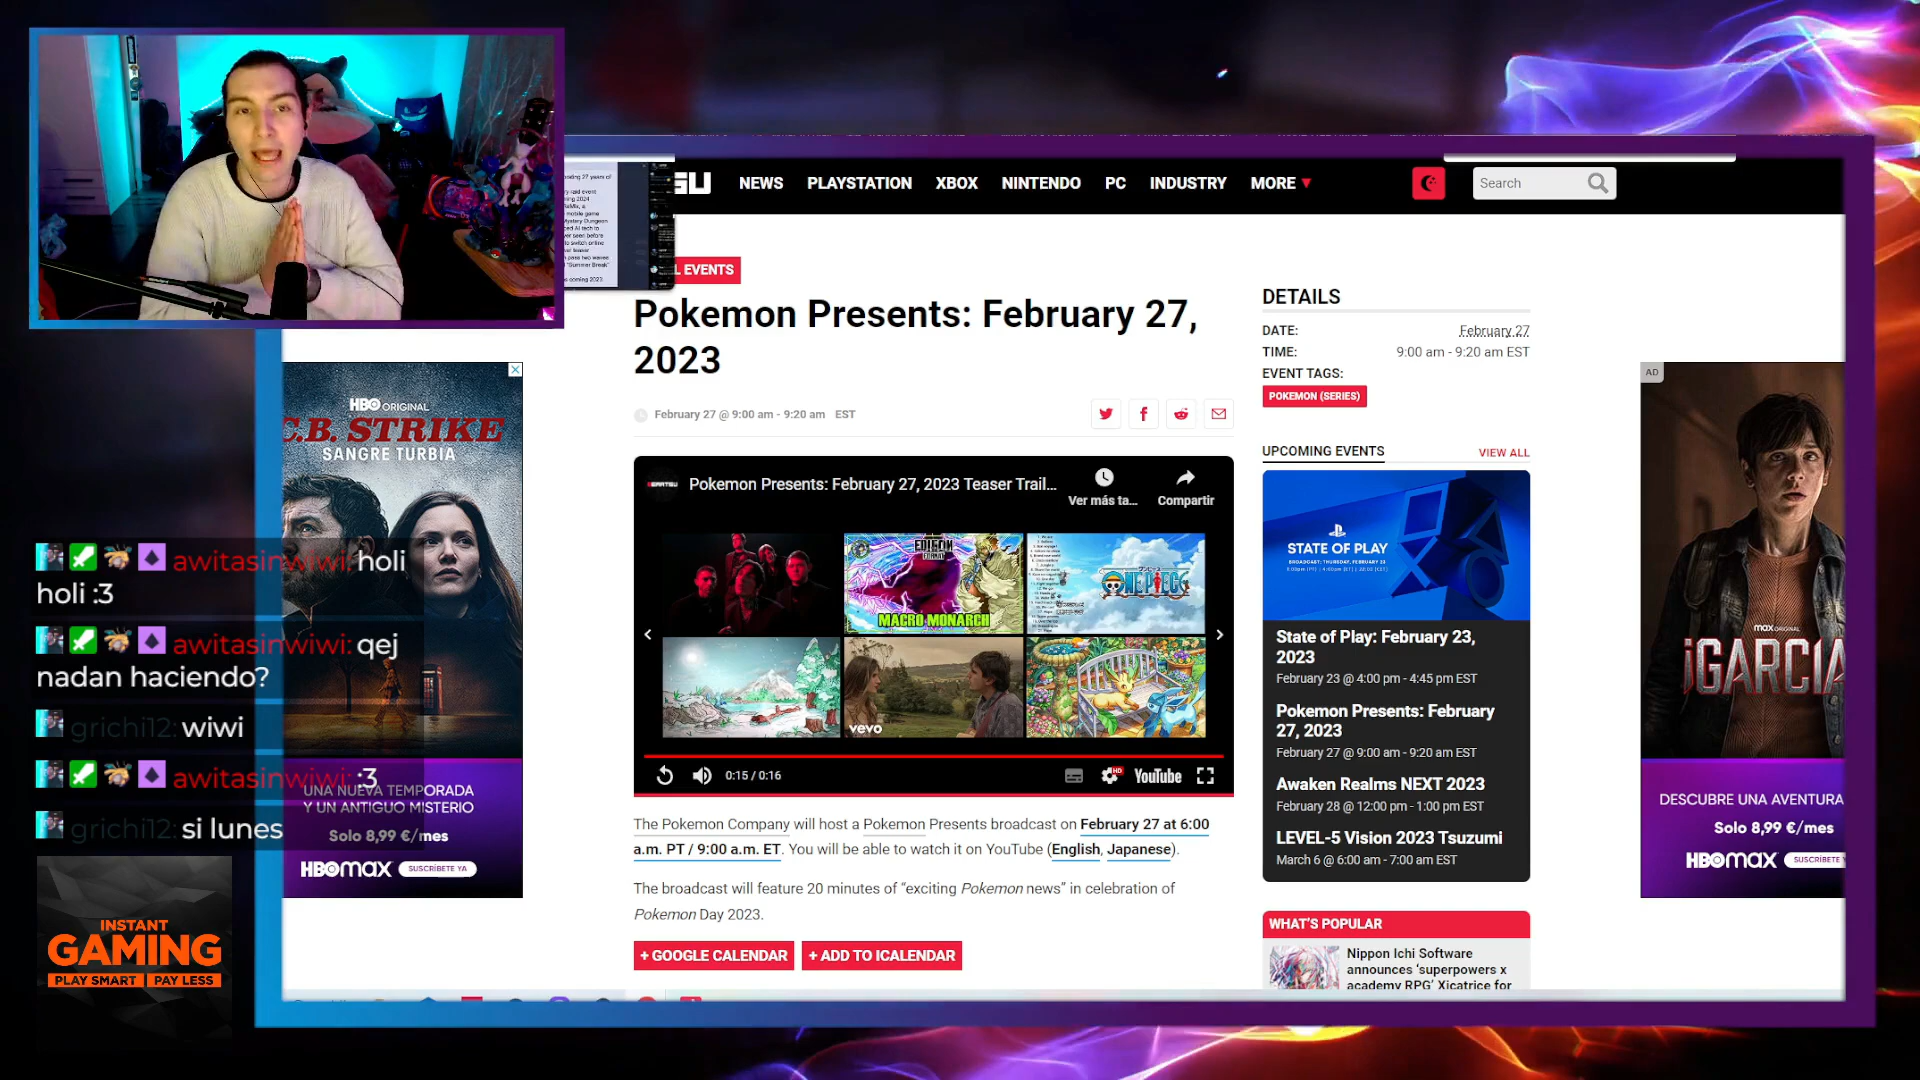 NEWS PLAYSTATION XBOX NINTENDO PC INDUSTRY MORE
Search
EVENTS
Pokemon Presents: February 27,
2023
February 27 @ 9:00 am - 9:20 am EST
Pokemon Presents: February 27, 2023 Teaser Trail...
Ver más ta...
Compartir
EDISON
FORMAT
MACRO MONARCH
ONE PIECE
vevo
0:15 / 0:16
YouTube
The Pokemon Company will host a Pokemon Presents broadcast on February 27 at 6:00
a.m. PT / 9:00 a.m. ET. You will be able to watch it on YouTube (English, Japanese).
The broadcast will feature 20 minutes of “exciting Pokemon news” in celebration of
Pokemon Day 2023.
+ GOOGLE CALENDAR
+ ADD TO ICALENDAR
DETAILS
DATE: February 27
TIME: 9:00 am - 9:20 am EST
EVENT TAGS:
POKEMON (SERIES)
UPCOMING EVENTS
VIEW ALL
STATE OF PLAY
State of Play: February 23,
2023
February 23 @ 4:00 pm - 4:45 pm EST
Pokemon Presents: February
27, 2023
February 27 @ 9:00 am - 9:20 am EST
Awaken Realms NEXT 2023
February 28 @ 12:00 pm - 1:00 pm EST
LEVEL-5 Vision 2023 Tsuzumi
March 6 @ 6:00 am - 7:00 am EST
WHAT'S POPULAR
Nippon Ichi Software
announces ‘superpowers x
academy RPG’ Xicatrice for
HBO ORIGINAL
C.B. STRIKE
SANGRE TURBIA
UNA NUEVA TEMPORADA
Y UN ANTIGUO MISTERIO
Solo 8,99 €/mes
HBOMAX SUSCRÍBETE YA
AD
max ORIGINAL
¡GARCÍA
DESCUBRE UNA AVENTURA
Solo 8,99 €/mes
HBOMAX SUSCRÍBETE
awitasinwiwi: holi
holi :3
awitasinwiwi: qej
nadan haciendo?
grichi12: wiwi
awitasinwiwi: :3
grichi12: si lunes
INSTANT
GAMING
PLAY SMART PAY LESS